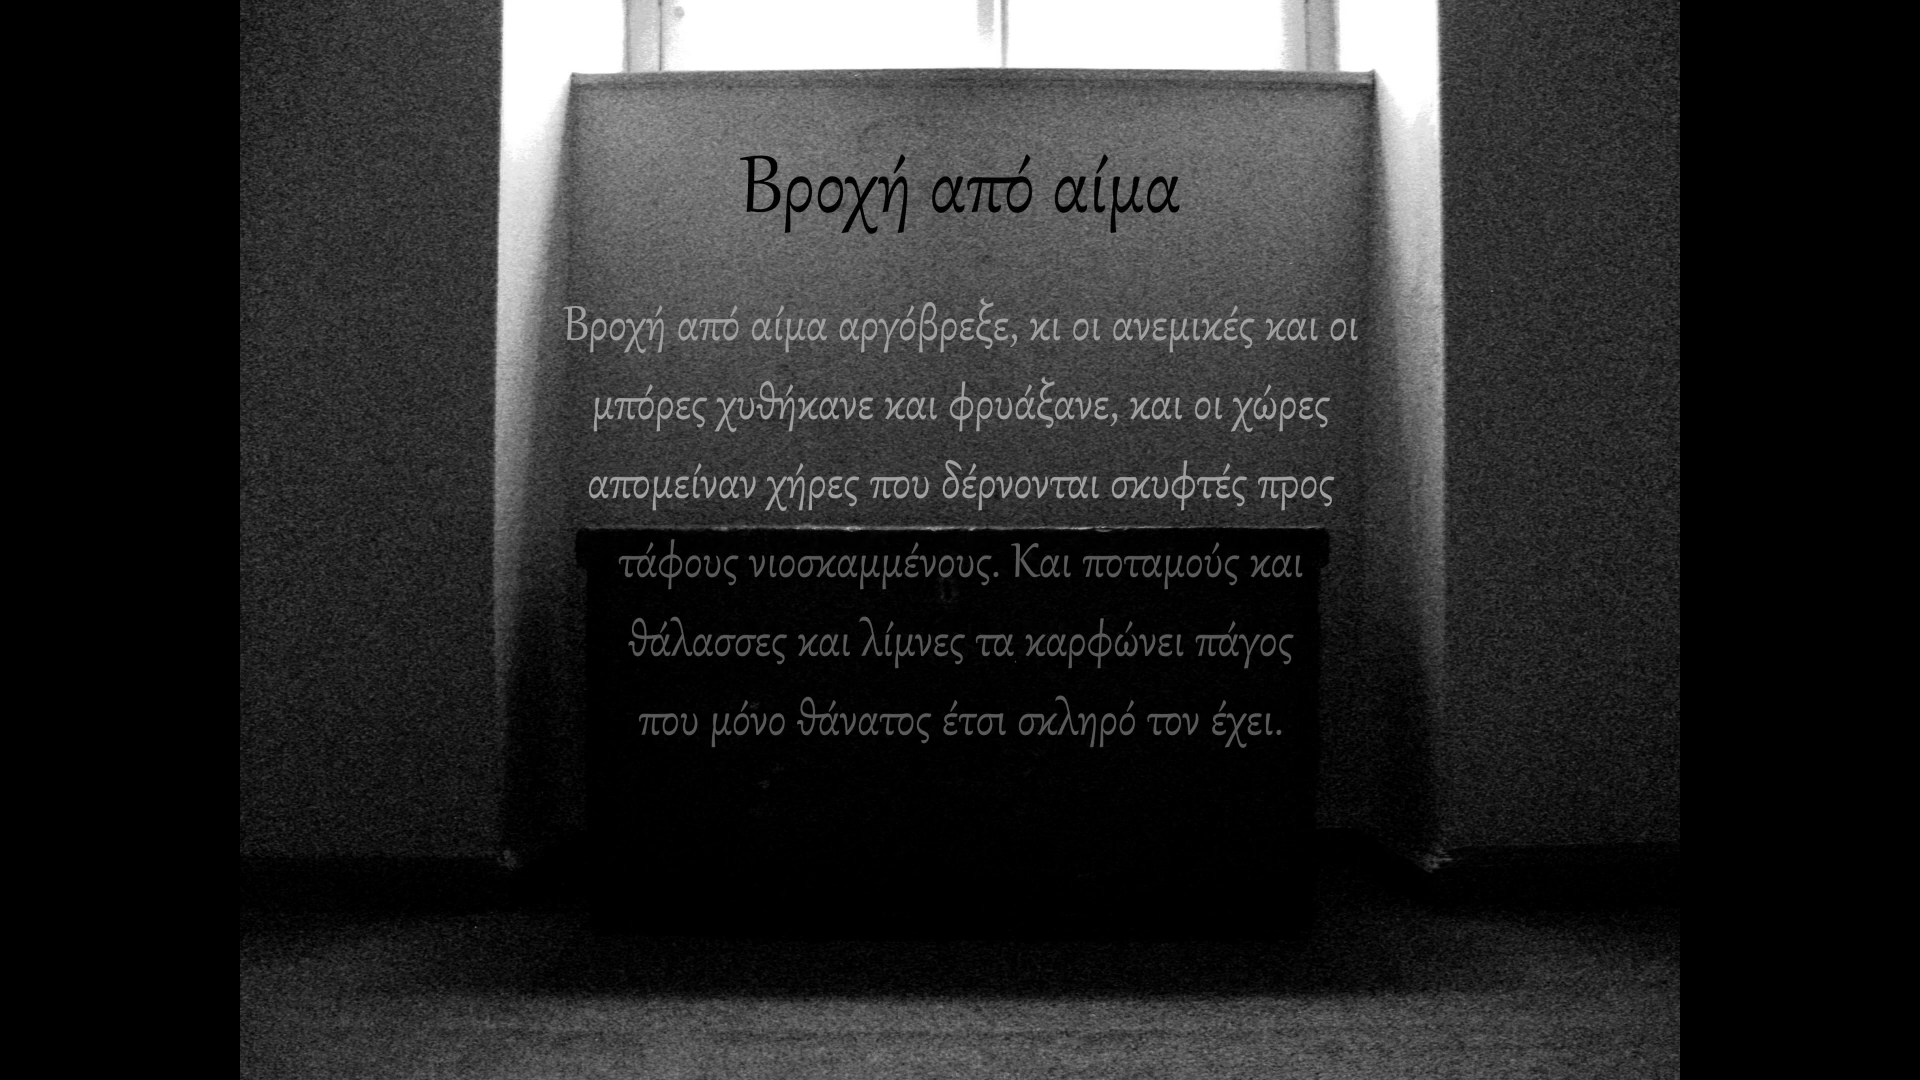 Βροχή από αίμα
Βροχή από αίμα αργόβρεξε, κι οι ανεμικές και οι
μπόρες χυθήκανε και φρυάξανε, και οι χώρες
απομείναν χήρες που δέρνονται σκυφτές προς
τάφους νιοσκαμμένους. Και ποταμούς και
θάλασσες και λίμνες τα καρφώνει πάγος
που μόνο θάνατος έτσι σκληρό τον έχει.